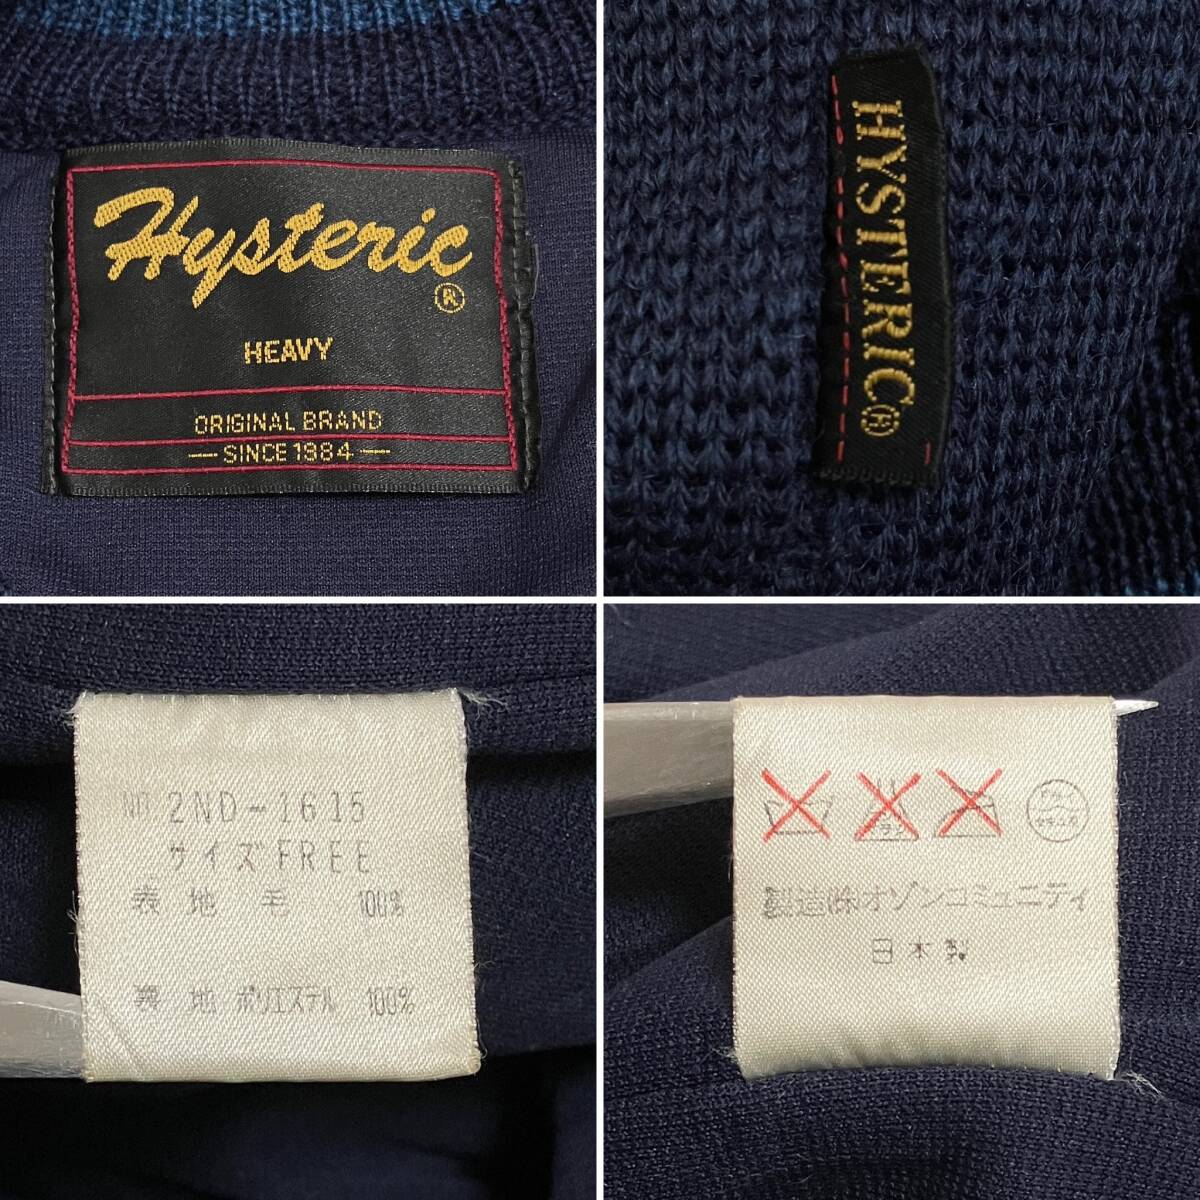 Hysteric
®
HEAVY
ORIGINAL BRAND
SINCE 1984
HYSTERIC®
NO. 2ND-1615
サイズ FREE
表地 毛 100%
裏地 ポリエステル 100%
製造(株)オゾンコミュニティ
日本製